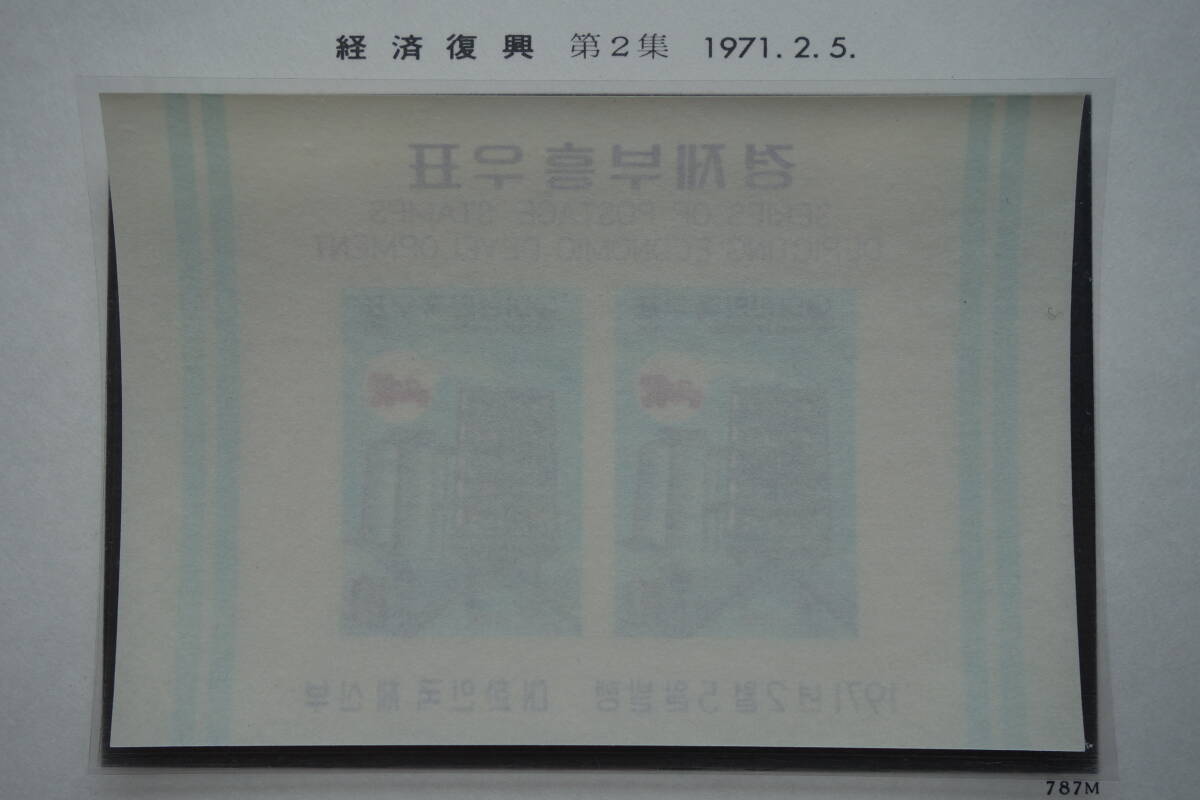 経済復興 第2集 1971.2.5.
경제부흥우표
SERIES OF POSTAGE STAMPS
DEPICTING ECONOMIC DEVELOPMENT
1971년 2월 5일 발행 대한민국 체신부
787M